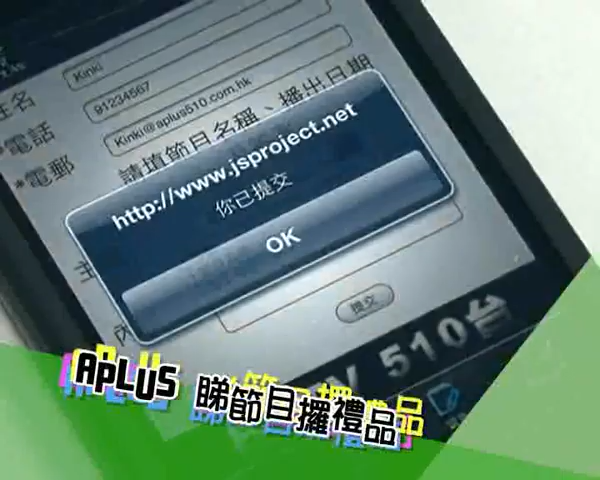 姓名
Kinki
*電話
91234567
*電郵
Kinki@aplus510.com.hk
請填節目名稱、播出日期
http://www.jsproject.net
你已提交
OK
提交
510台
APLUS 睇節目攞禮品